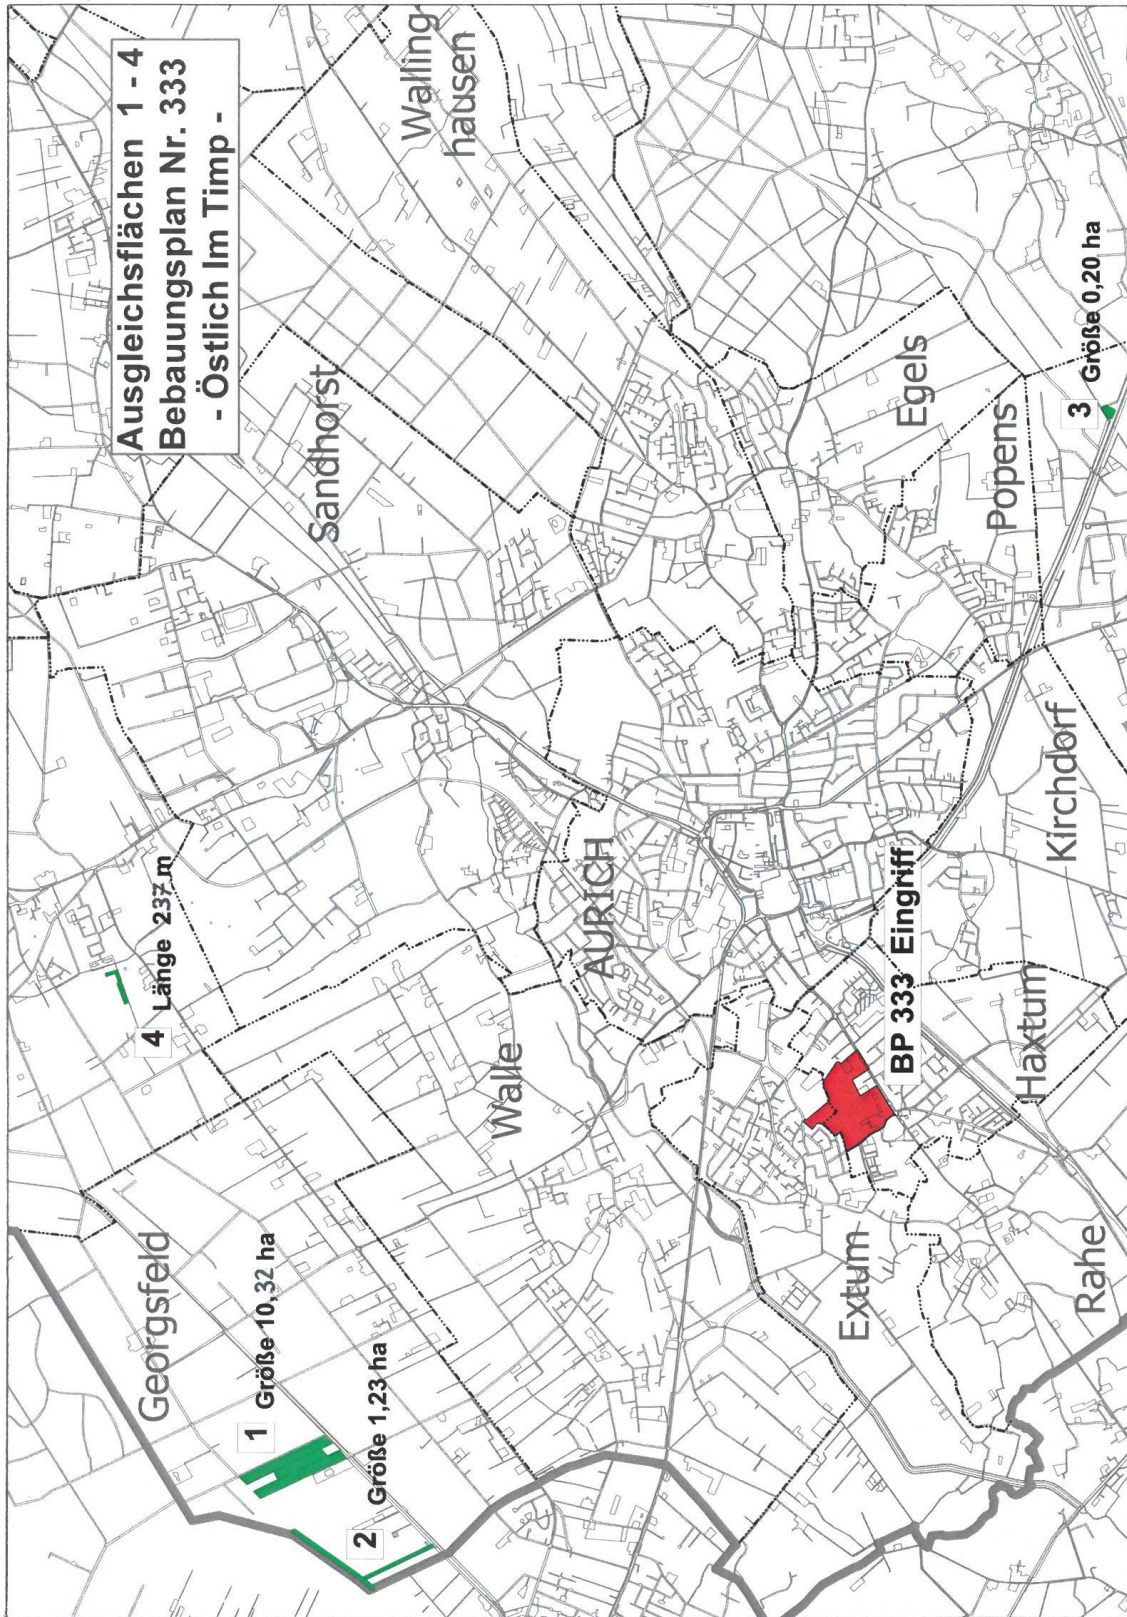 Ausgleichsflächen 1 - 4
Bebauungsplan Nr. 333
- Östlich Im Timp -
Walling
hausen
Sandhorst
4 Länge 237 m
Georgsfeld
1 Größe 10,32 ha
2 Größe 1,23 ha
Walle
AURICH
Egels
Popens
3 Größe 0,20 ha
Kirchdorf
BP 333 Eingriff
Haxtum
Extum
Rahe